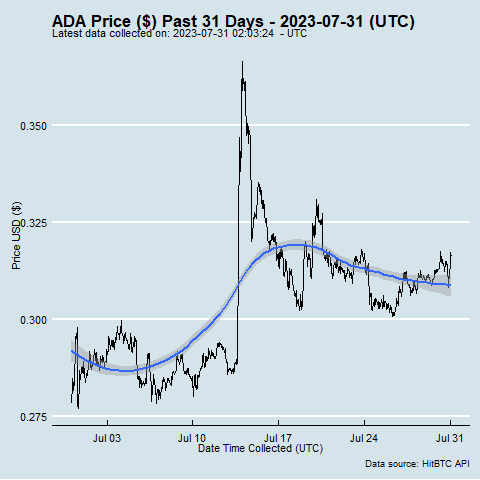 ADA Price ($) Past 31 Days - 2023-07-31 (UTC)
Latest data collected on: 2023-07-31 02:03:24 - UTC
0.350
0.325
0.300
0.275
Price USD ($)
Jul 03 Jul 10 Jul 17 Jul 24 Jul 31
Date Time Collected (UTC)
Data source: HitBTC API